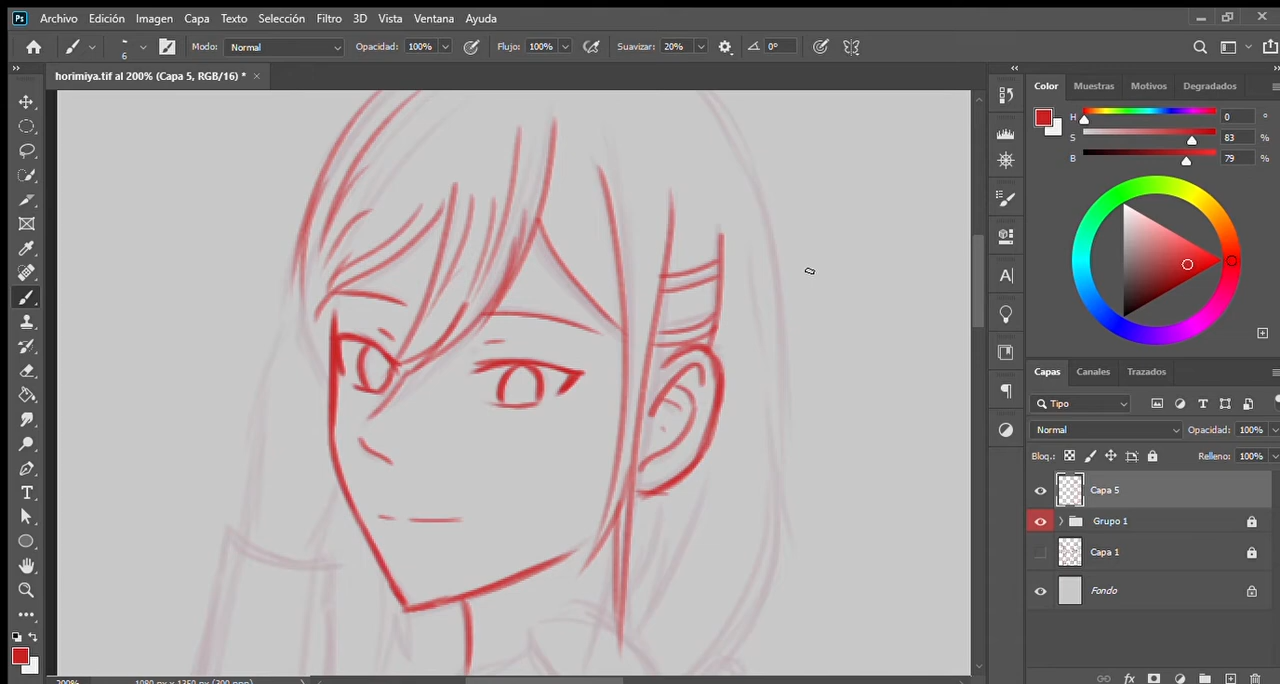 Ps Archivo Edición Imagen Capa Texto Selección Filtro 3D Vista Ventana Ayuda
6 Modo: Normal Opacidad: 100% Flujo: 100% Suavizar: 20% 0°
horimiya.tif al 200% (Capa 5, RGB/16) *
Color Muestras Motivos Degradados
H 0 °
S 83 %
B 79 %
Capas Canales Trazados
Tipo
Normal Opacidad: 100%
Bloq.: Relleno: 100%
Capa 5
Grupo 1
Capa 1
Fondo
200% 1080 px x 1350 px (300 ppp)